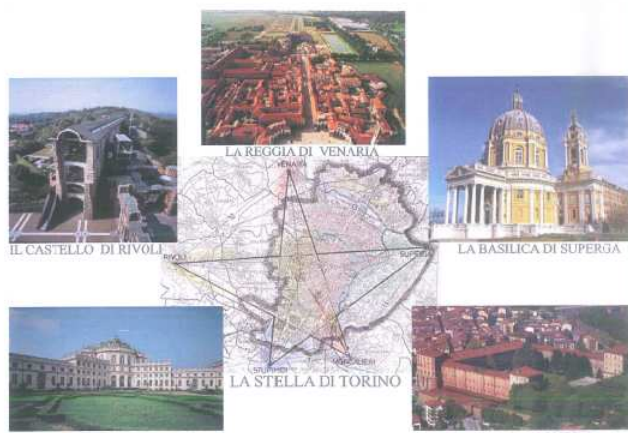 LA REGGIA DI VENARIA
VENARIA
IL CASTELLO DI RIVOLI
LA BASILICA DI SUPERGA
RIVOLI
SUPERGA
STUPINIGI
MONCALIERI
LA STELLA DI TORINO